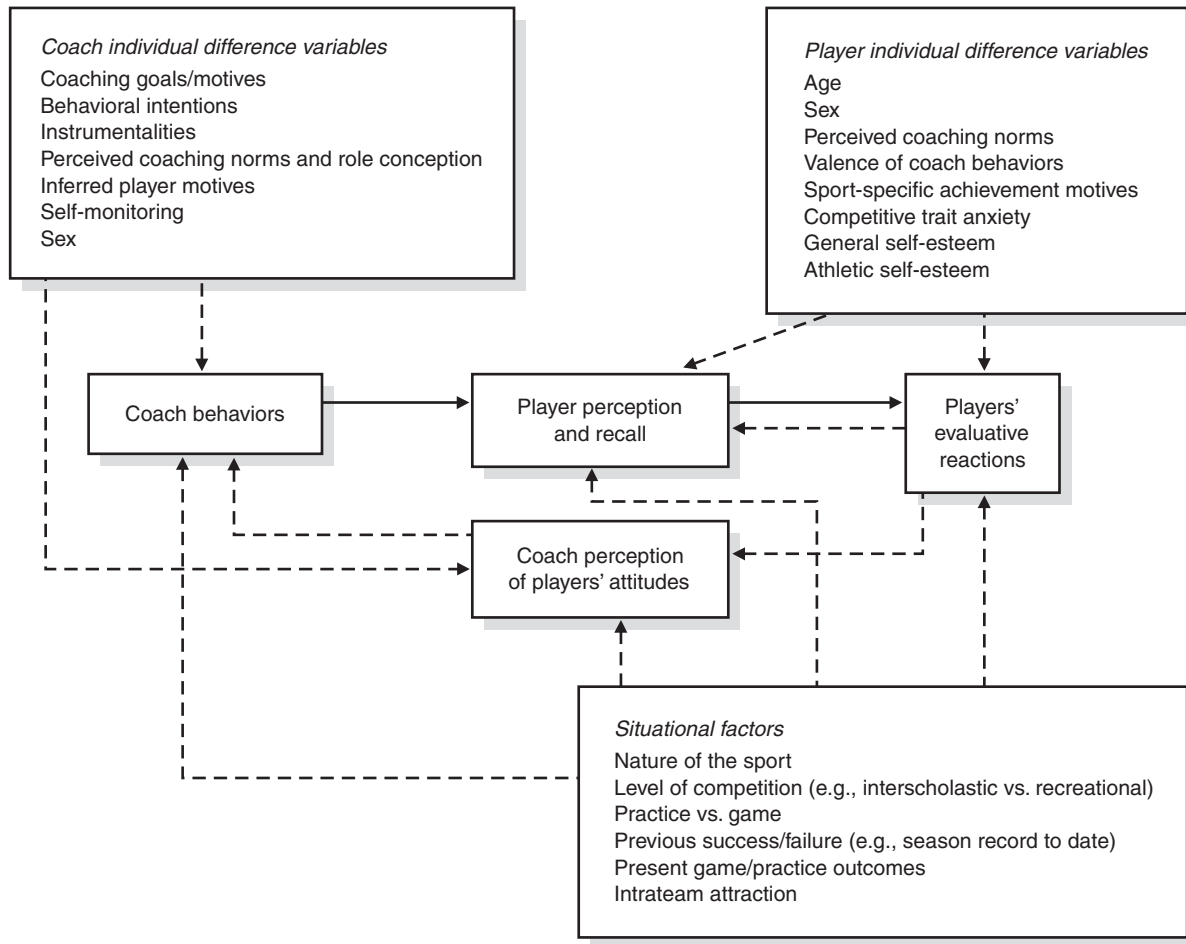 Coach individual difference variables
Coaching goals/motives
Behavioral intentions
Instrumentalities
Perceived coaching norms and role conception
Inferred player motives
Self-monitoring
Sex
Player individual difference variables
Age
Sex
Perceived coaching norms
Valence of coach behaviors
Sport-specific achievement motives
Competitive trait anxiety
General self-esteem
Athletic self-esteem
Coach behaviors
Player perception
and recall
Players’
evaluative
reactions
Coach perception
of players’ attitudes
Situational factors
Nature of the sport
Level of competition (e.g., interscholastic vs. recreational)
Practice vs. game
Previous success/failure (e.g., season record to date)
Present game/practice outcomes
Intrateam attraction